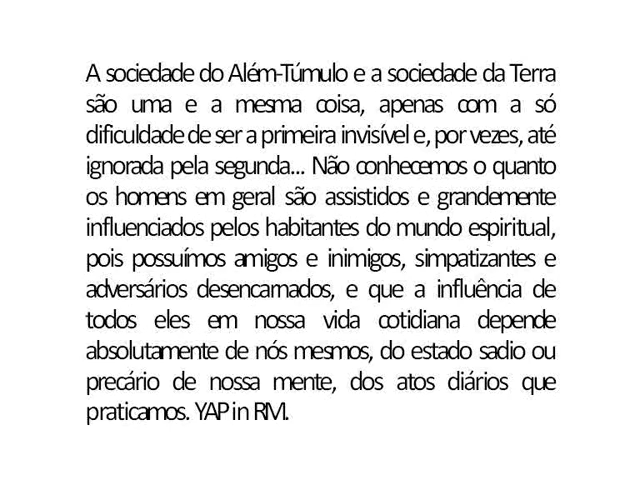 A sociedade do Além-Túmulo e a sociedade da Terra
são uma e a mesma coisa, apenas com a só
dificuldade de ser a primeira invisível e, por vezes, até
ignorada pela segunda... Não conhecemos o quanto
os homens em geral são assistidos e grandemente
influenciados pelos habitantes do mundo espiritual,
pois possuímos amigos e inimigos, simpatizantes e
adversários desencarnados, e que a influência de
todos eles em nossa vida cotidiana depende
absolutamente de nós mesmos, do estado sadio ou
precário de nossa mente, dos atos diários que
praticamos. YAP in RM.